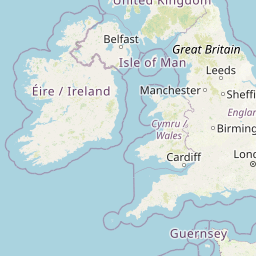 United Kingdom
Belfast
Great Britain
Isle of Man
Leeds
Manchester
Éire / Ireland
Cymru /
Wales
Cardiff
Guernsey